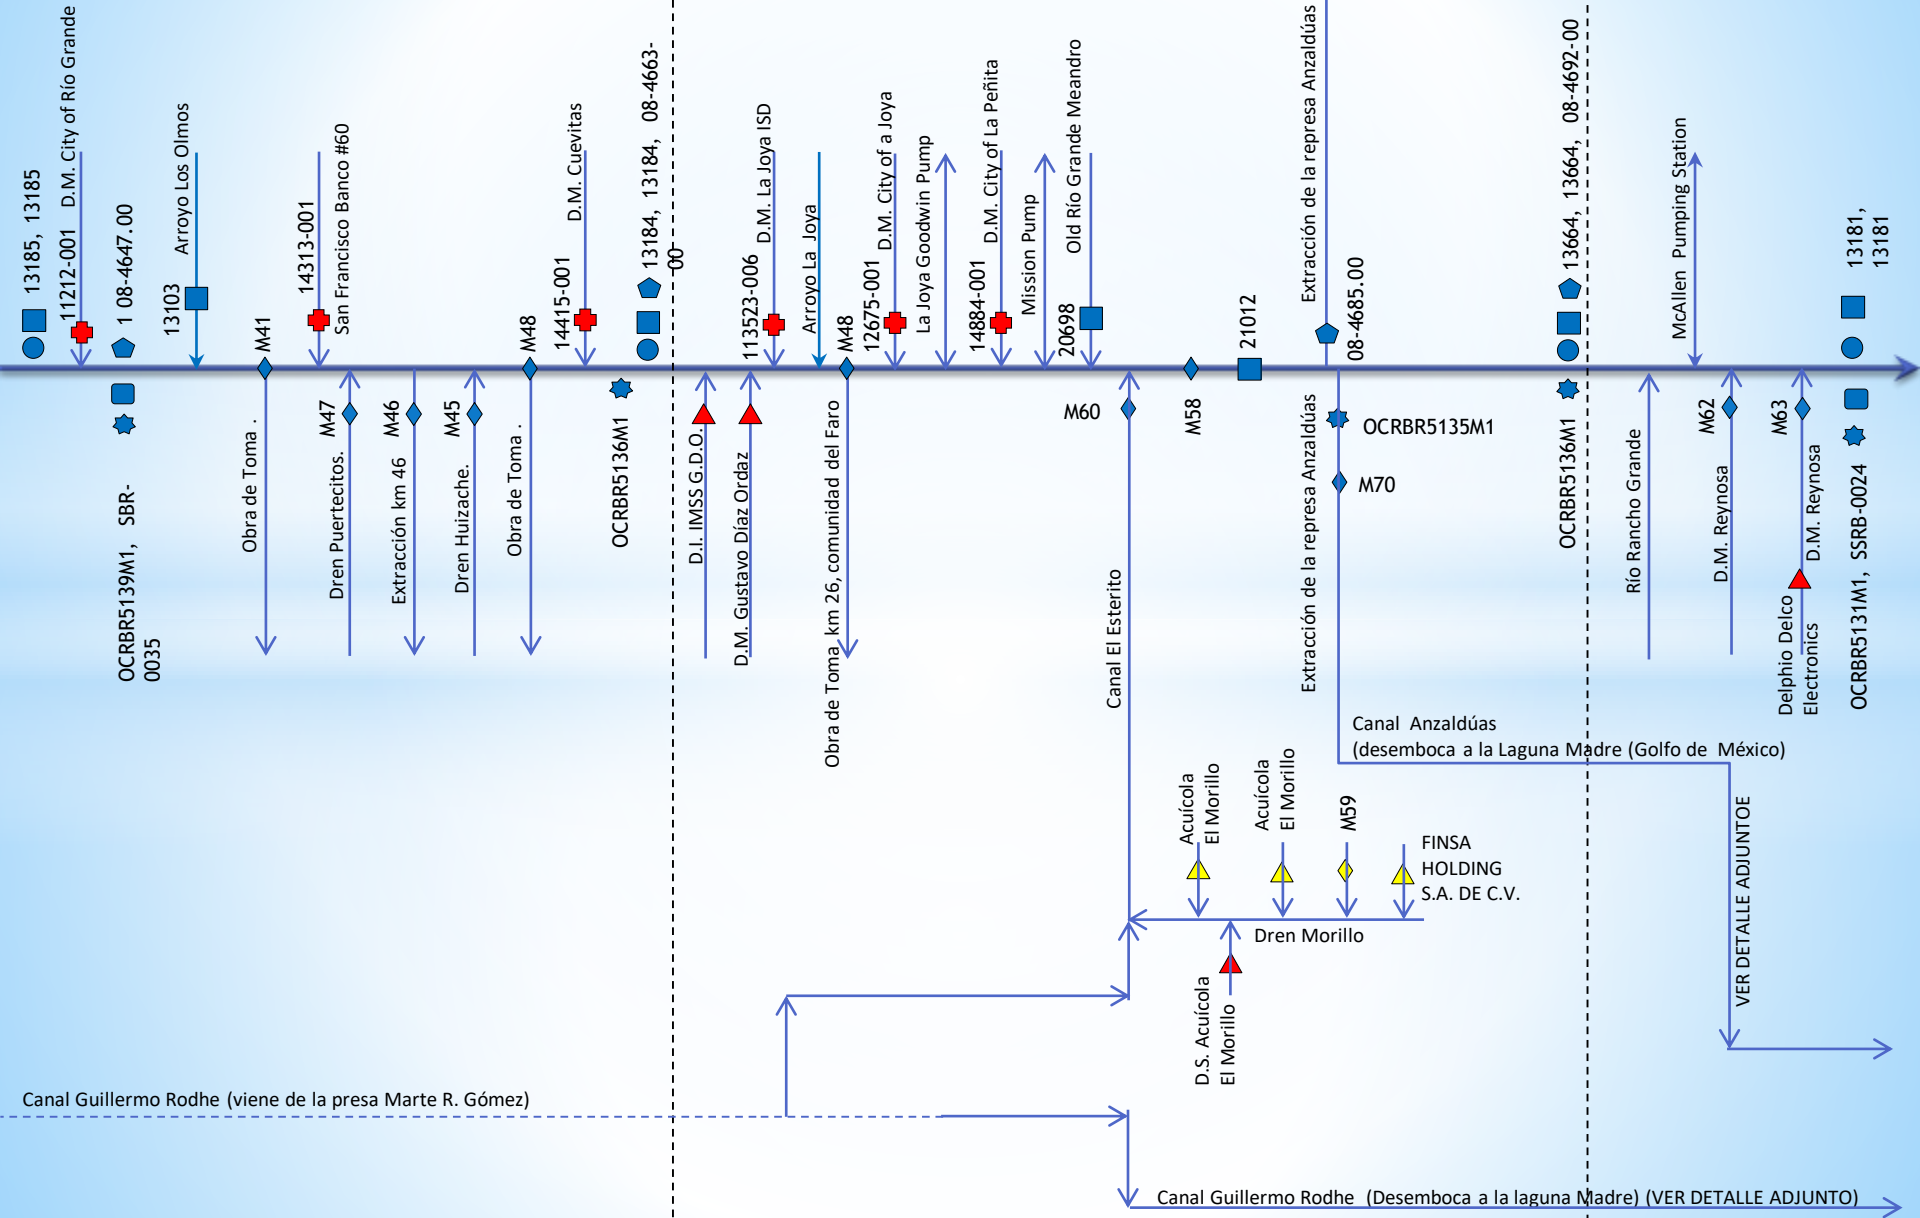 13185, 13185
11212-001   D.M. City of Río Grande
1 08-4647.00
OCRBR5139M1,  SBR-
0035
13103
Arroyo Los Olmos
M41
Obra de Toma .
14313-001
San Francisco Banco #60
M47
Dren Puertecitos.
M46
Extracción km 46
M45
Dren Huizache.
M48
Obra de Toma .
14415-001
D.M. Cuevitas
13184, 13184,  08-4663-
00
OCRBR5136M1
D.I. IMSS G.D.O.
D.M. Gustavo Díaz Ordaz
113523-006
D.M. La Joya ISD
Arroyo La  Joya
M48
Obra de Toma km 26, comunidad del Faro
12675-001
D.M. City of a Joya
La Joya Goodwin Pump
14884-001
D.M. City of La Peñita
Mission Pump
20698
Old Río Grande Meandro
M60
Canal El Esterito
M58
21012
Extracción de la represa Anzaldúas
08-4685.00
Extracción de la represa Anzaldúas
OCRBR5135M1
M70
Canal  Anzaldúas
(desemboca a la Laguna Madre (Golfo de  México)
13664, 13664,  08-4692-00
OCRBR5136M1
Río Rancho Grande
McAllen  Pumping Station
M62
D.M. Reynosa
M63
D.M. Reynosa
Delphio Delco
Electronics
13181,
13181
OCRBR5131M1, SSRB-0024
Acuícola
El Morillo
Acuícola
El Morillo
M59
FINSA
HOLDING
S.A. DE C.V.
Dren Morillo
D.S. Acuícola
El Morillo
VER DETALLE ADJUNTOE
Canal Guillermo Rodhe (viene de la presa Marte R. Gómez)
Canal Guillermo Rodhe  (Desemboca a la laguna Madre) (VER DETALLE ADJUNTO)